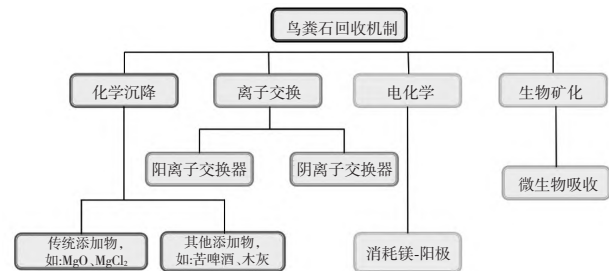 鸟粪石回收机制
化学沉降
离子交换
电化学
生物矿化
阳离子交换器
阴离子交换器
微生物吸收
传统添加物,
如:MgO、MgCl₂
其他添加物,
如:苦啤酒、木灰
消耗镁-阳极